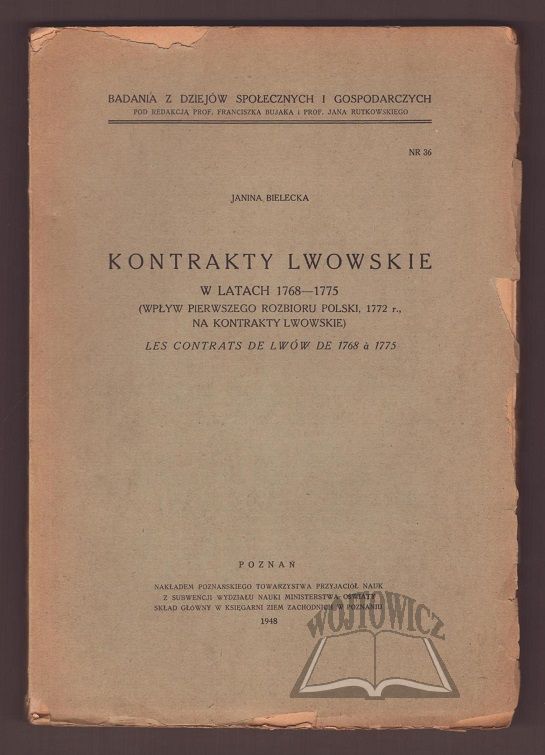 BADANIA Z DZIEJÓW SPOŁECZNYCH I GOSPODARCZYCH
POD REDAKCJĄ PROF. FRANCISZKA BUJAKA i PROF. JANA RUTKOWSKIEGO
NR 36
JANINA BIELECKA
KONTRAKTY LWOWSKIE
W LATACH 1768—1775
(WPŁYW PIERWSZEGO ROZBIORU POLSKI, 1772 r.,
NA KONTRAKTY LWOWSKIE)
LES CONTRATS DE LWÓW DE 1768 à 1775
POZNAŃ
NAKŁADEM POZNAŃSKIEGO TOWARZYSTWA PRZYJACIÓŁ NAUK
Z SUBWENCJI WYDZIAŁU NAUKI MINISTERSTWA OŚWIATY
SKŁAD GŁÓWNY W KSIĘGARNI ZIEM ZACHODNICH W POZNANIU
1948
WÓJTOWICZ